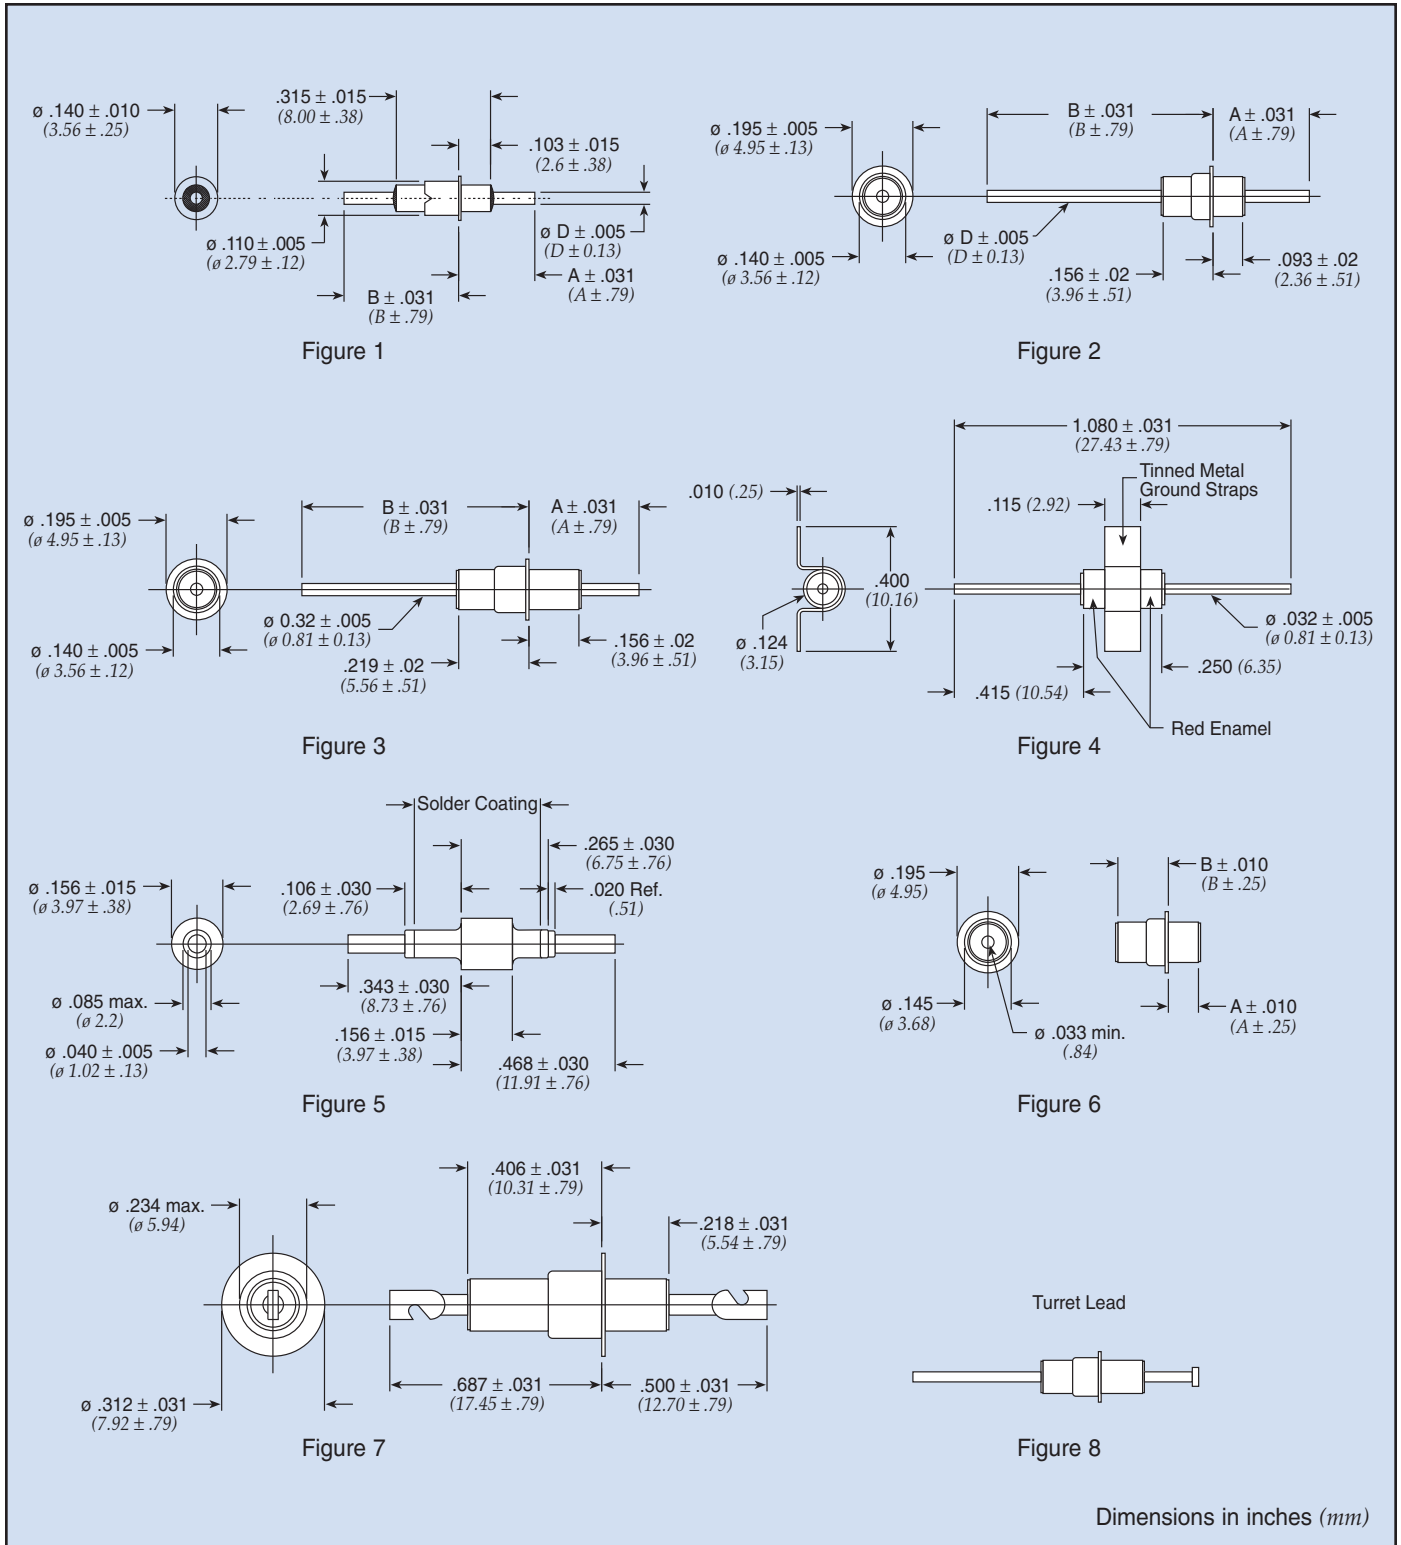 ø .140 ± .010
(3.56 ± .25)
.315 ± .015
(8.00 ± .38)
.103 ± .015
(2.6 ± .38)
ø .110 ± .005
(ø 2.79 ± .12)
ø D ± .005
(D ± 0.13)
A ± .031
(A ± .79)
B ± .031
(B ± .79)
Figure 1
ø .195 ± .005
(ø 4.95 ± .13)
B ± .031
(B ± .79)
A ± .031
(A ± .79)
ø D ± .005
(D ± 0.13)
ø .140 ± .005
(ø 3.56 ± .12)
.156 ± .02
(3.96 ± .51)
.093 ± .02
(2.36 ± .51)
Figure 2
ø .195 ± .005
(ø 4.95 ± .13)
B ± .031
(B ± .79)
A ± .031
(A ± .79)
ø 0.32 ± .005
(ø 0.81 ± 0.13)
ø .140 ± .005
(ø 3.56 ± .12)
.219 ± .02
(5.56 ± .51)
.156 ± .02
(3.96 ± .51)
Figure 3
1.080 ± .031
(27.43 ± .79)
Tinned Metal
Ground Straps
.010 (.25)
.115 (2.92)
.400
(10.16)
ø .124
(3.15)
ø .032 ± .005
(ø 0.81 ± 0.13)
.250 (6.35)
.415 (10.54)
Red Enamel
Figure 4
Solder Coating
.265 ± .030
(6.75 ± .76)
ø .156 ± .015
(ø 3.97 ± .38)
.106 ± .030
(2.69 ± .76)
.020 Ref.
(.51)
ø .085 max.
(ø 2.2)
.343 ± .030
(8.73 ± .76)
ø .040 ± .005
(ø 1.02 ± .13)
.156 ± .015
(3.97 ± .38)
.468 ± .030
(11.91 ± .76)
Figure 5
ø .195
(ø 4.95)
B ± .010
(B ± .25)
ø .145
(ø 3.68)
ø .033 min.
(.84)
A ± .010
(A ± .25)
Figure 6
.406 ± .031
(10.31 ± .79)
ø .234 max.
(ø 5.94)
.218 ± .031
(5.54 ± .79)
.687 ± .031
(17.45 ± .79)
.500 ± .031
(12.70 ± .79)
ø .312 ± .031
(7.92 ± .79)
Figure 7
Turret Lead
Figure 8
Dimensions in inches (mm)